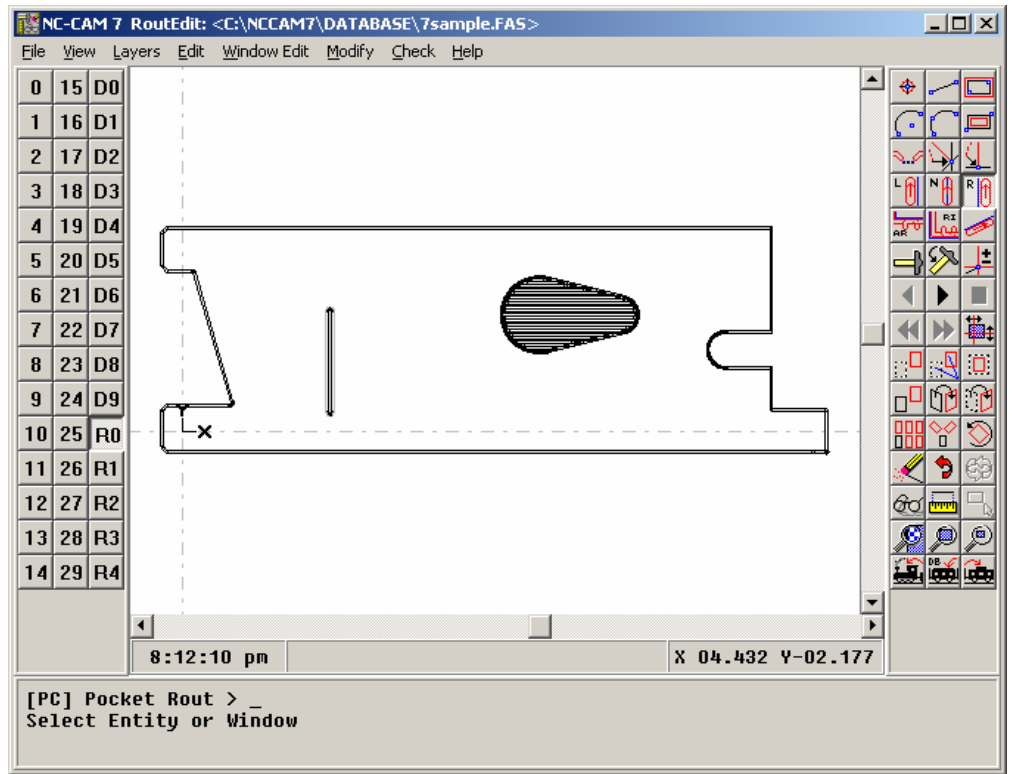 NC-CAM 7 RoutEdit: <C:\NCCAM7\DATABASE\7sample.FAS>
File View Layers Edit Window Edit Modify Check Help
0 15 D0
1 16 D1
2 17 D2
3 18 D3
L N R
4 19 D4
AR RI
5 20 D5
6 21 D6
7 22 D7
8 23 D8
9 24 D9
10 25 R0
11 26 R1
12 27 R2
13 28 R3
14 29 R4
DB
8:12:10 pm X 04.432 Y-02.177
[PC] Pocket Rout > _
Select Entity or Window